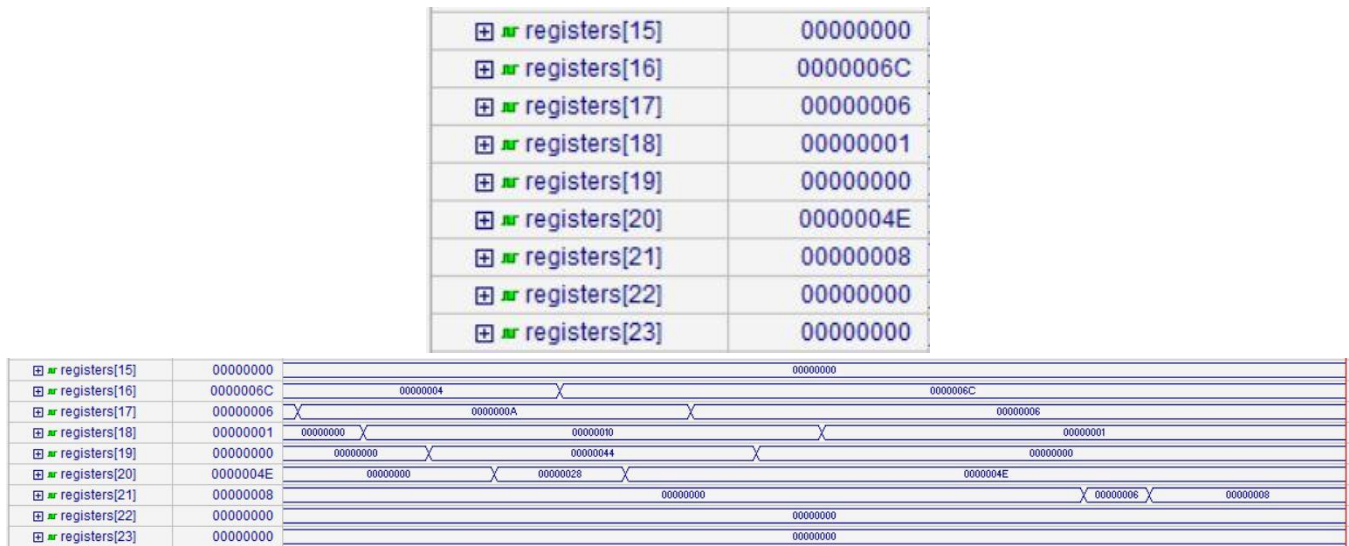 registers[15] 00000000
registers[16] 0000006C
registers[17] 00000006
registers[18] 00000001
registers[19] 00000000
registers[20] 0000004E
registers[21] 00000008
registers[22] 00000000
registers[23] 00000000
registers[15] 00000000 00000000
registers[16] 0000006C 00000004 0000006C
registers[17] 00000006 0000000A 00000006
registers[18] 00000001 00000000 00000010 00000001
registers[19] 00000000 00000000 00000044 00000000
registers[20] 0000004E 00000000 00000028 0000004E
registers[21] 00000008 00000000 00000006 00000008
registers[22] 00000000 00000000
registers[23] 00000000 00000000